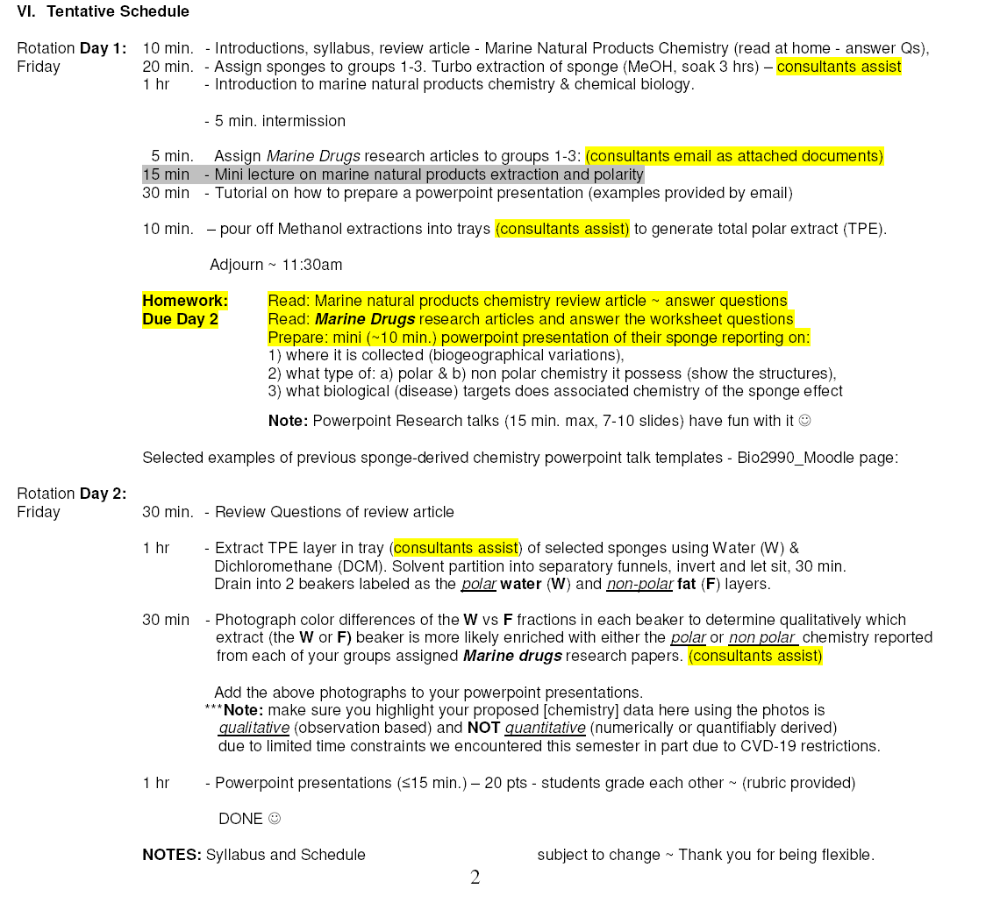 VI. Tentative Schedule
Rotation Day 1: 10 min. - Introductions, syllabus, review article - Marine Natural Products Chemistry (read at home - answer Qs),
Friday 20 min. - Assign sponges to groups 1-3. Turbo extraction of sponge (MeOH, soak 3 hrs) – consultants assist
1 hr - Introduction to marine natural products chemistry & chemical biology.
- 5 min. intermission
5 min. Assign Marine Drugs research articles to groups 1-3: (consultants email as attached documents)
15 min - Mini lecture on marine natural products extraction and polarity
30 min - Tutorial on how to prepare a powerpoint presentation (examples provided by email)
10 min. – pour off Methanol extractions into trays (consultants assist) to generate total polar extract (TPE).
Adjourn ~ 11:30am
Homework: Read: Marine natural products chemistry review article ~ answer questions
Due Day 2 Read: Marine Drugs research articles and answer the worksheet questions
Prepare: mini (~10 min.) powerpoint presentation of their sponge reporting on:
1) where it is collected (biogeographical variations),
2) what type of: a) polar & b) non polar chemistry it possess (show the structures),
3) what biological (disease) targets does associated chemistry of the sponge effect
Note: Powerpoint Research talks (15 min. max, 7-10 slides) have fun with it ☺
Selected examples of previous sponge-derived chemistry powerpoint talk templates - Bio2990_Moodle page:
Rotation Day 2:
Friday 30 min. - Review Questions of review article
1 hr - Extract TPE layer in tray (consultants assist) of selected sponges using Water (W) &
Dichloromethane (DCM). Solvent partition into separatory funnels, invert and let sit, 30 min.
Drain into 2 beakers labeled as the polar water (W) and non-polar fat (F) layers.
30 min - Photograph color differences of the W vs F fractions in each beaker to determine qualitatively which
extract (the W or F) beaker is more likely enriched with either the polar or non polar chemistry reported
from each of your groups assigned Marine drugs research papers. (consultants assist)
Add the above photographs to your powerpoint presentations.
***Note: make sure you highlight your proposed [chemistry] data here using the photos is
qualitative (observation based) and NOT quantitative (numerically or quantifiably derived)
due to limited time constraints we encountered this semester in part due to CVD-19 restrictions.
1 hr - Powerpoint presentations (≤15 min.) – 20 pts - students grade each other ~ (rubric provided)
DONE ☺
NOTES: Syllabus and Schedule subject to change ~ Thank you for being flexible.
2